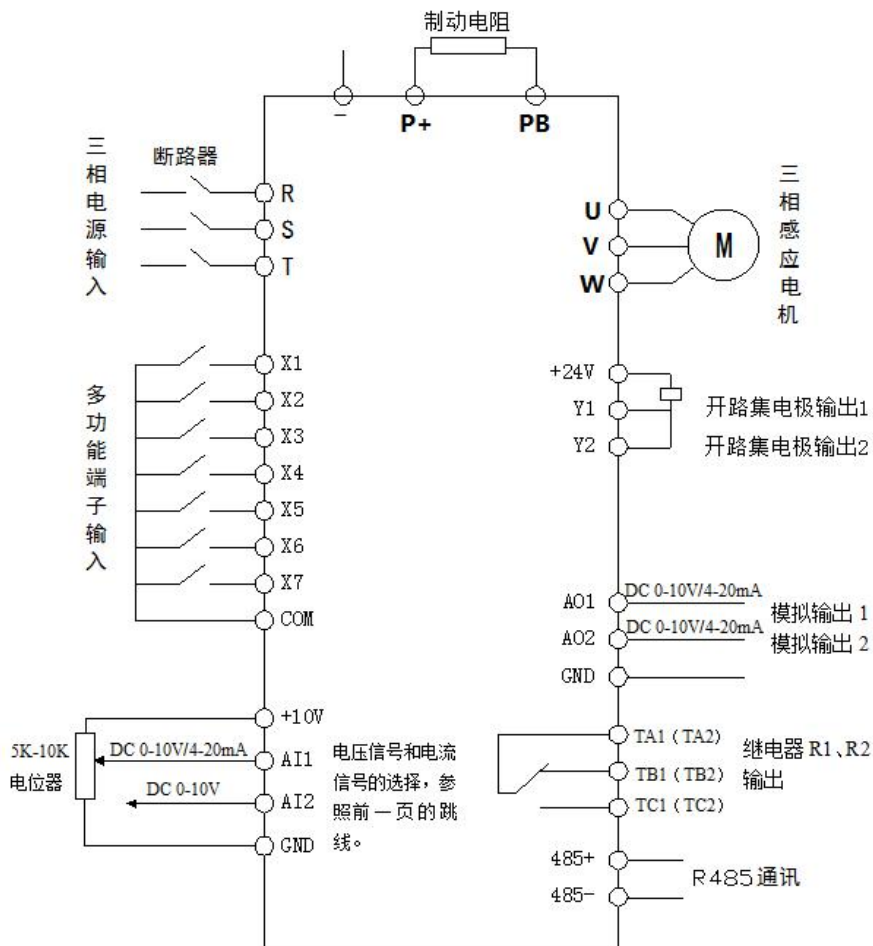 制动电阻
-
P+
PB
三相电源输入
断路器
R
S
T
U
V
W
M
三相感应电机
多功能端子输入
X1
X2
X3
X4
X5
X6
X7
COM
+24V
Y1
开路集电极输出1
Y2
开路集电极输出2
AO1
DC 0-10V/4-20mA
模拟输出 1
AO2
DC 0-10V/4-20mA
模拟输出 2
GND
5K-10K
电位器
+10V
DC 0-10V/4-20mA
AI1
DC 0-10V
AI2
GND
电压信号和电流
信号的选择，参
照前一页的跳
线。
TA1（TA2）
TB1（TB2）
TC1（TC2）
继电器 R1、R2
输出
485+
485-
R485通讯